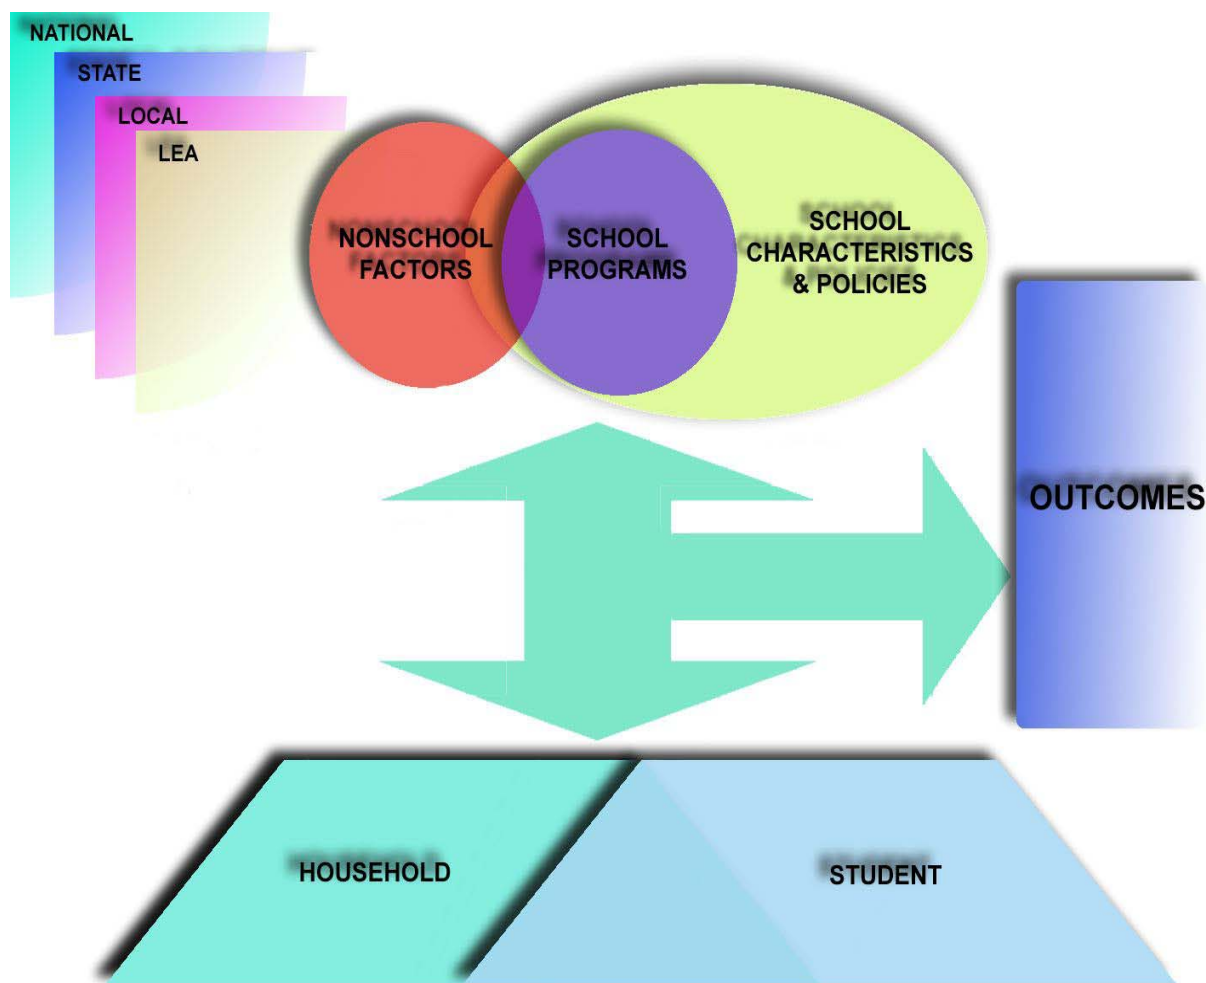 NATIONAL
STATE
LOCAL
LEA
NONSCHOOL
FACTORS
SCHOOL
PROGRAMS
SCHOOL
CHARACTERISTICS
& POLICIES
OUTCOMES
HOUSEHOLD
STUDENT